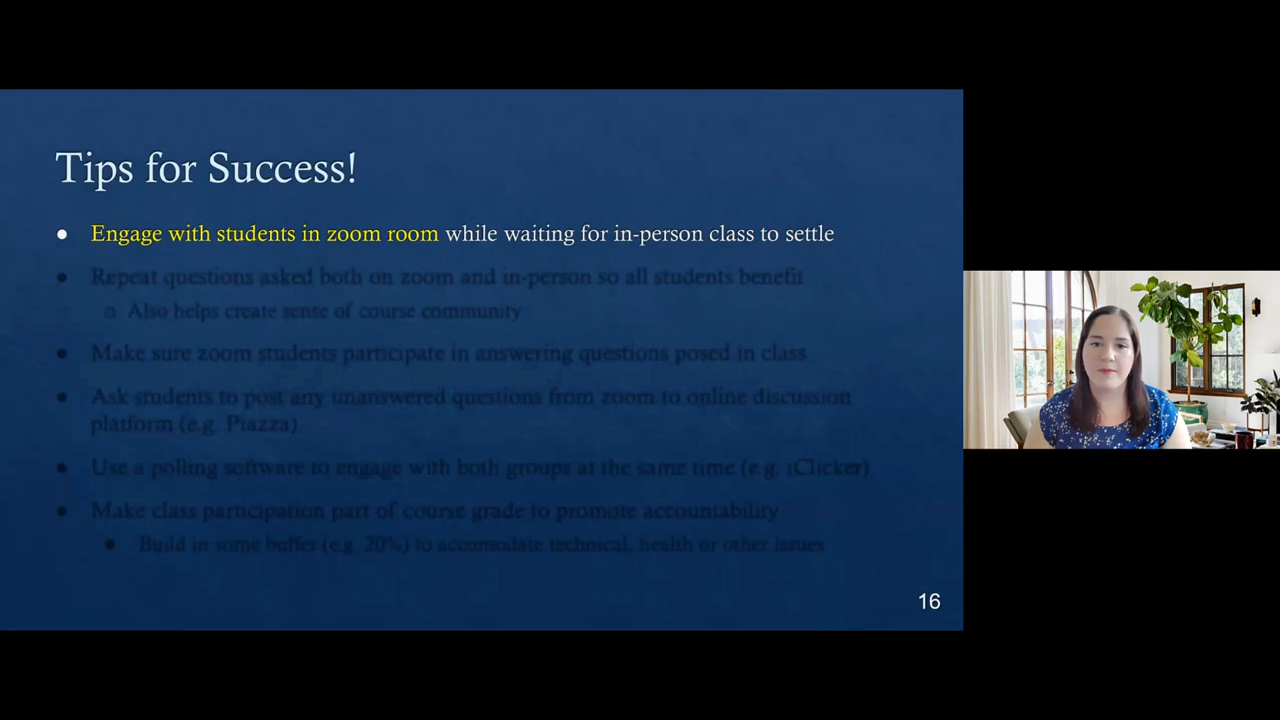 Tips for Success!
● Engage with students in zoom room while waiting for in-person class to settle
● Repeat questions asked both on zoom and in-person so all students benefit
○ Also helps create sense of course community
● Make sure zoom students participate in answering questions posed in class
● Ask students to post any unanswered questions from zoom to online discussion
platform (e.g. Piazza)
● Use a polling software to engage with both groups at the same time (e.g. iClicker)
● Make class participation part of course grade to promote accountability
● Build in some buffer (e.g. 20%) to accomodate technical, health or other issues
16